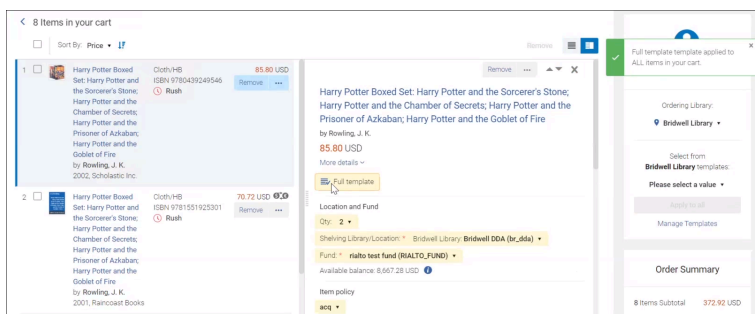 8 Items in your cart
Sort By: Price
Remove
1
Harry Potter Boxed
Set: Harry Potter and
the Sorcerer's Stone;
Harry Potter and the
Chamber of Secrets;
Harry Potter and the
Prisoner of Azkaban;
Harry Potter and the
Goblet of Fire
by Rowling, J. K.
2002, Scholastic Inc.
Cloth/HB
ISBN 9780439249546
Rush
85.80 USD
Remove
2
Harry Potter Boxed
Set: Harry Potter and
the Sorcerer's Stone;
Harry Potter and the
Chamber of Secrets;
Harry Potter and the
Prisoner of Azkaban;
Harry Potter and the
Goblet of Fire
by Rowling, J. K.
2001, Raincoast Books
Cloth/HB
ISBN 9781551925301
Rush
70.72 USD
Remove
Remove
Harry Potter Boxed Set: Harry Potter and the Sorcerer's Stone;
Harry Potter and the Chamber of Secrets; Harry Potter and the
Prisoner of Azkaban; Harry Potter and the Goblet of Fire
by Rowling, J. K.
85.80 USD
More details
Full template
Location and Fund
Qty: 2
Shelving Library/Location: * Bridwell Library: Bridwell DDA (br_dda)
Fund: * rialto test fund (RIALTO_FUND)
Available balance: 8,667.28 USD
Item policy
acq
Full template template applied to
ALL items in your cart.
Ordering Library:
Bridwell Library
Select from
Bridwell Library templates:
Please select a value
Apply to all
Manage Templates
Order Summary
8 Items Subtotal 372.92 USD